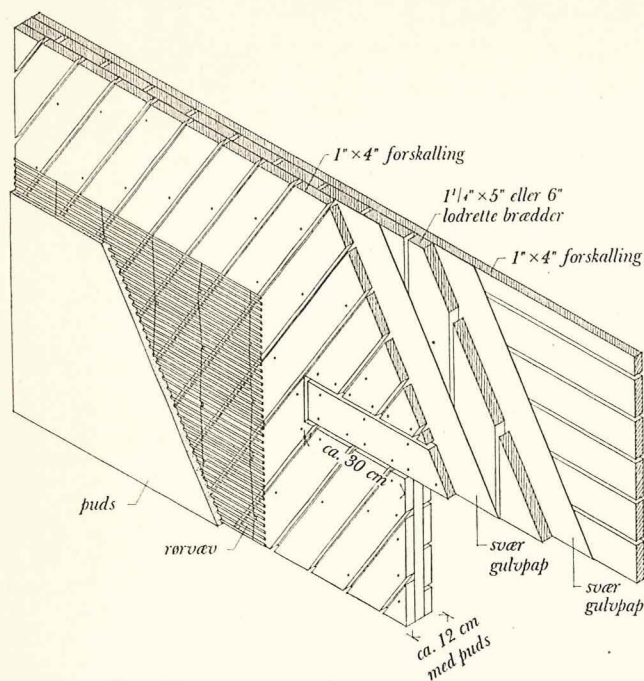 1" × 4" forskalling
1¹/₄" × 5" eller 6"
lodrette brædder
1" × 4" forskalling
ca. 30 cm
puds
rørvæv
svær
gulvpap
svær
gulvpap
ca. 12 cm
med puds